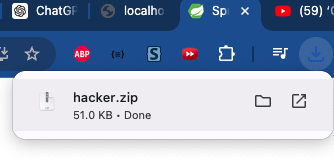 ChatGP
localho
Sp
(59) '
ABP
S
hacker.zip
51.0 KB • Done